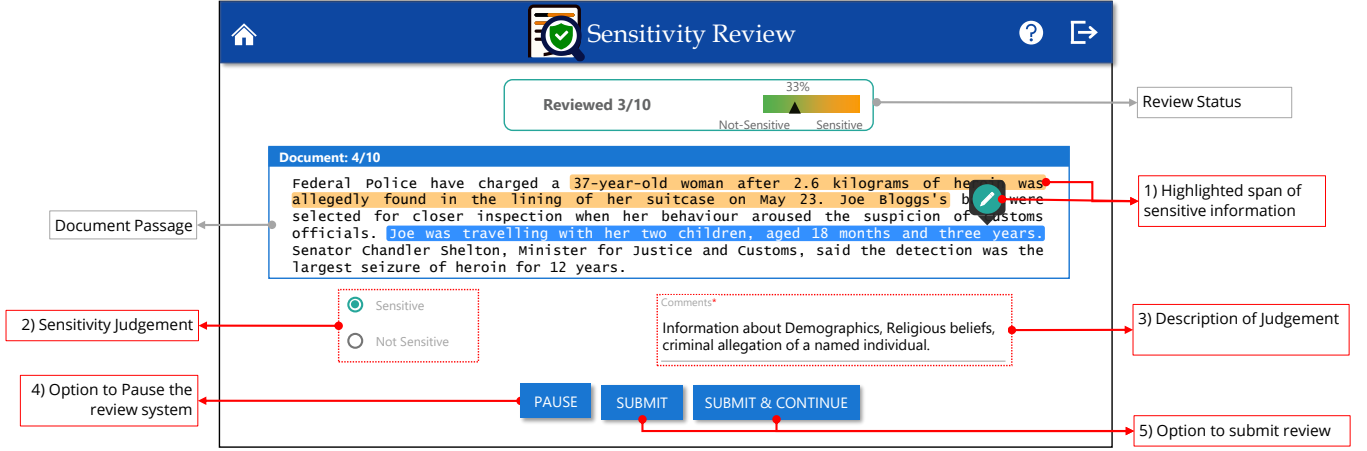 Sensitivity Review
?
Reviewed 3/10
33%
Not-Sensitive Sensitive
Review Status
Document: 4/10
Federal Police have charged a 37-year-old woman after 2.6 kilograms of heroin was
allegedly found in the lining of her suitcase on May 23. Joe Bloggs's were
selected for closer inspection when her behaviour aroused the suspicion of customs
officials. Joe was travelling with her two children, aged 18 months and three years.
Senator Chandler Shelton, Minister for Justice and Customs, said the detection was the
largest seizure of heroin for 12 years.
Document Passage
1) Highlighted span of
sensitive information
Sensitive
Not Sensitive
2) Sensitivity Judgement
Comments*
Information about Demographics, Religious beliefs,
criminal allegation of a named individual.
3) Description of Judgement
4) Option to Pause the
review system
PAUSE
SUBMIT
SUBMIT & CONTINUE
5) Option to submit review